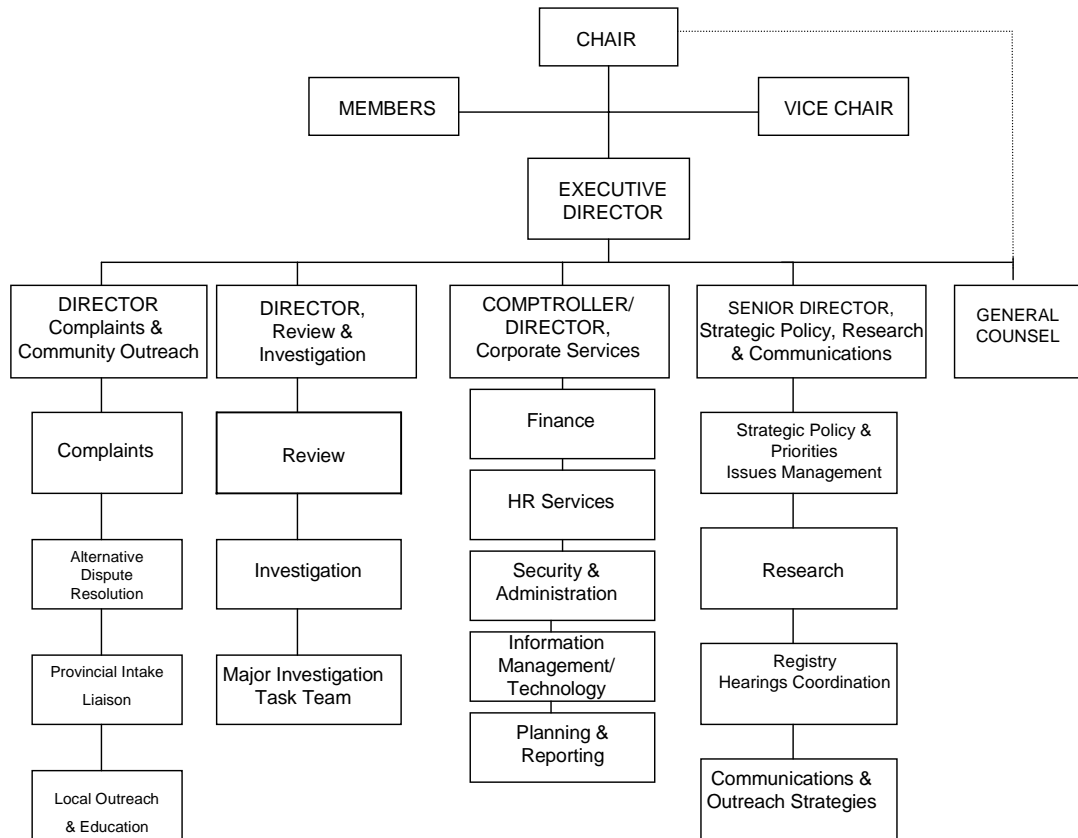 CHAIR
MEMBERS
VICE CHAIR
EXECUTIVE
DIRECTOR
DIRECTOR
Complaints &
Community Outreach
DIRECTOR,
Review &
Investigation
COMPTROLLER/
DIRECTOR,
Corporate Services
SENIOR DIRECTOR,
Strategic Policy, Research
& Communications
GENERAL
COUNSEL
Complaints
Alternative
Dispute
Resolution
Provincial Intake
Liaison
Local Outreach
& Education
Review
Investigation
Major Investigation
Task Team
Finance
HR Services
Security &
Administration
Information
Management/
Technology
Planning &
Reporting
Strategic Policy &
Priorities
Issues Management
Research
Registry
Hearings Coordination
Communications &
Outreach Strategies